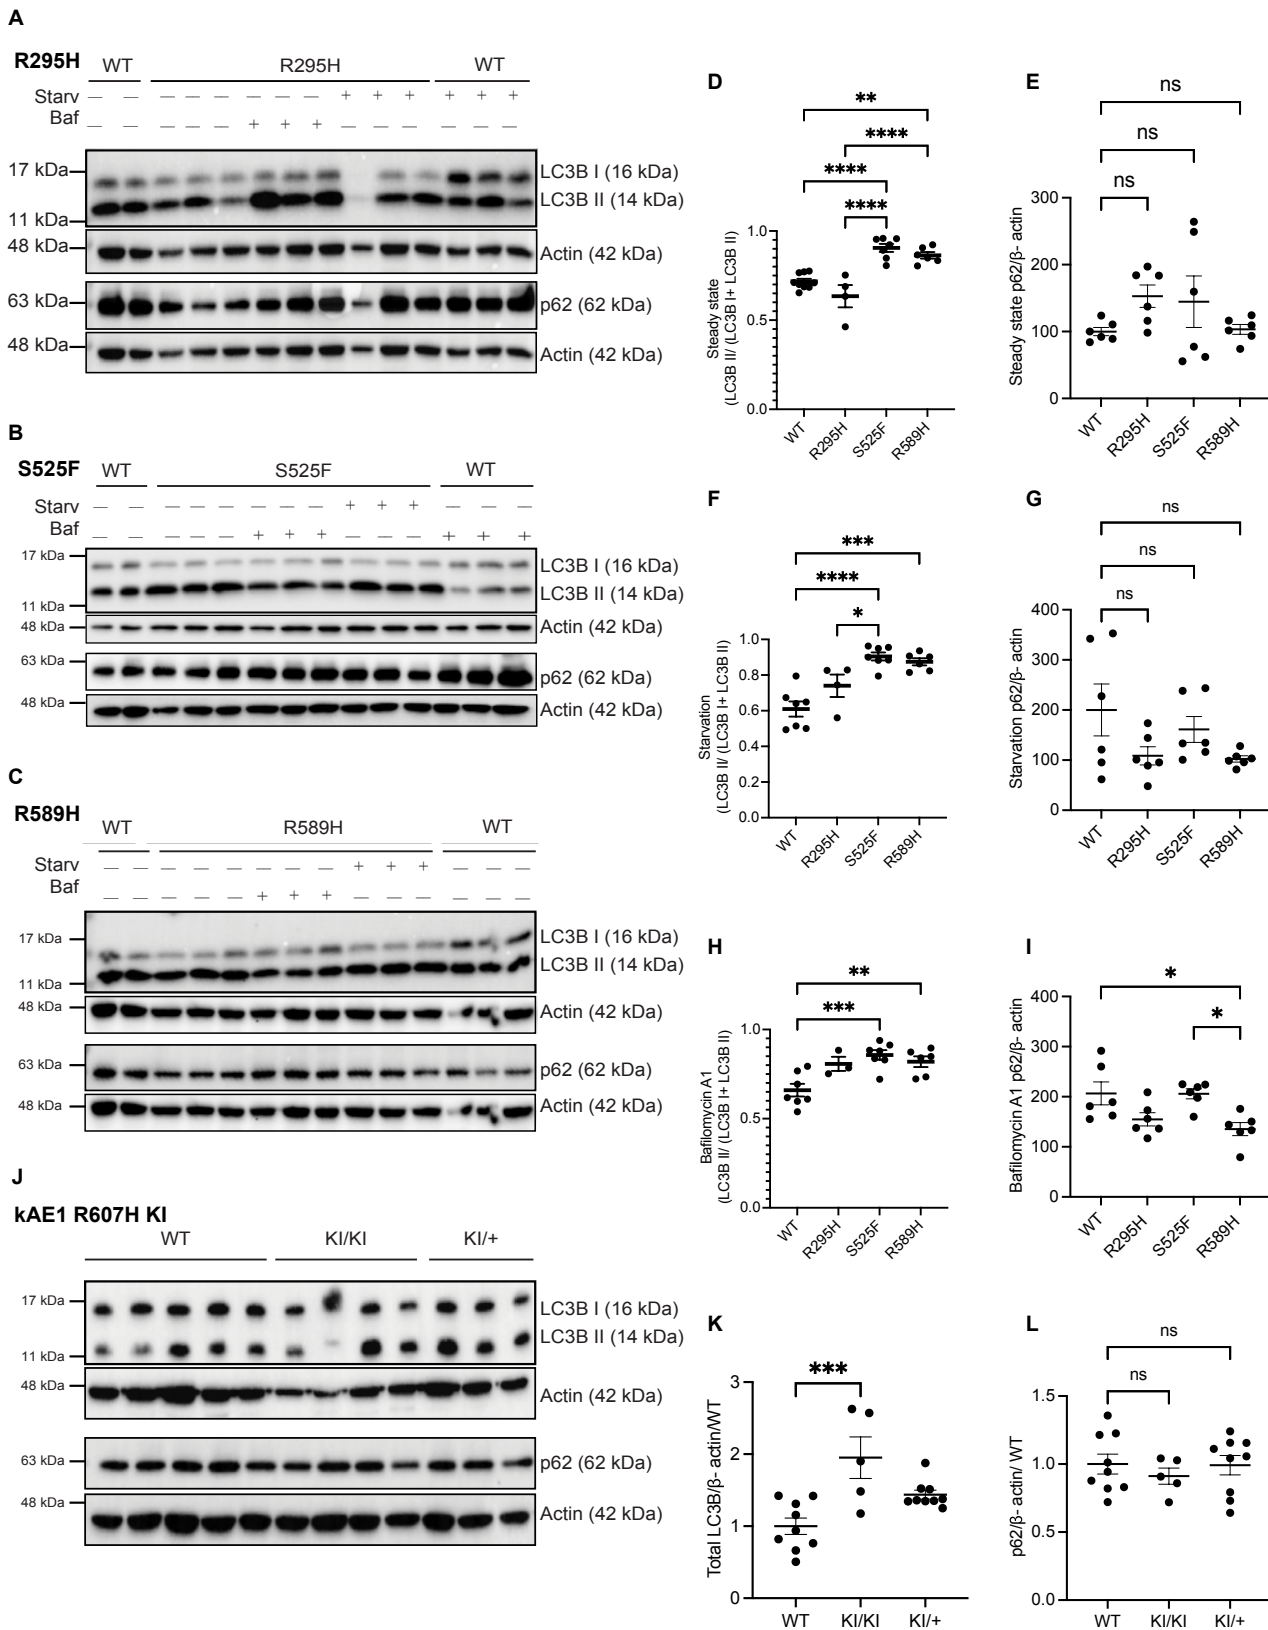 A
R295H
WT R295H WT
Starv — — — — — — — — + + + + + +
Baf — — — — — + + + — — — — — —
17 kDa
11 kDa
LC3B I (16 kDa)
LC3B II (14 kDa)
48 kDa
Actin (42 kDa)
63 kDa
p62 (62 kDa)
48 kDa
Actin (42 kDa)
B
S525F
WT S525F WT
Starv — — — — — — — — + + + — — —
Baf — — — — — + + + — — — + + +
17 kDa
11 kDa
LC3B I (16 kDa)
LC3B II (14 kDa)
48 kDa
Actin (42 kDa)
63 kDa
p62 (62 kDa)
48 kDa
Actin (42 kDa)
C
R589H
WT R589H WT
Starv — — — — — — — — + + + — — —
Baf — — — — — + + + — — — — — —
17 kDa
11 kDa
LC3B I (16 kDa)
LC3B II (14 kDa)
48 kDa
Actin (42 kDa)
63 kDa
p62 (62 kDa)
48 kDa
Actin (42 kDa)
J
kAE1 R607H KI
WT KI/KI KI/+
17 kDa
11 kDa
LC3B I (16 kDa)
LC3B II (14 kDa)
48 kDa
Actin (42 kDa)
63 kDa
p62 (62 kDa)
48 kDa
Actin (42 kDa)
D
**
****
****
****
1.0
0.5
0.0
Steady state
(LC3B II/ (LC3B I+ LC3B II)
WT R295H S525F R589H
E
ns
ns
ns
300
200
100
0
Steady state p62/β- actin
WT R295H S525F R589H
F
***
****
*
1.0
0.8
0.6
0.4
0.2
0.0
Starvation
(LC3B II/ (LC3B I+ LC3B II)
WT R295H S525F R589H
G
ns
ns
ns
400
300
200
100
0
Starvation p62/β- actin
WT R295H S525F R589H
H
**
***
1.0
0.5
0.0
Bafilomycin A1
(LC3B II/ (LC3B I+ LC3B II)
WT R295H S525F R589H
I
*
*
400
300
200
100
0
Bafilomycin A1 p62/β- actin
WT R295H S525F R589H
K
***
3
2
1
0
Total LC3B/β- actin/WT
WT KI/KI KI/+
L
ns
ns
1.5
1.0
0.5
0.0
p62/β- actin/ WT
WT KI/KI KI/+